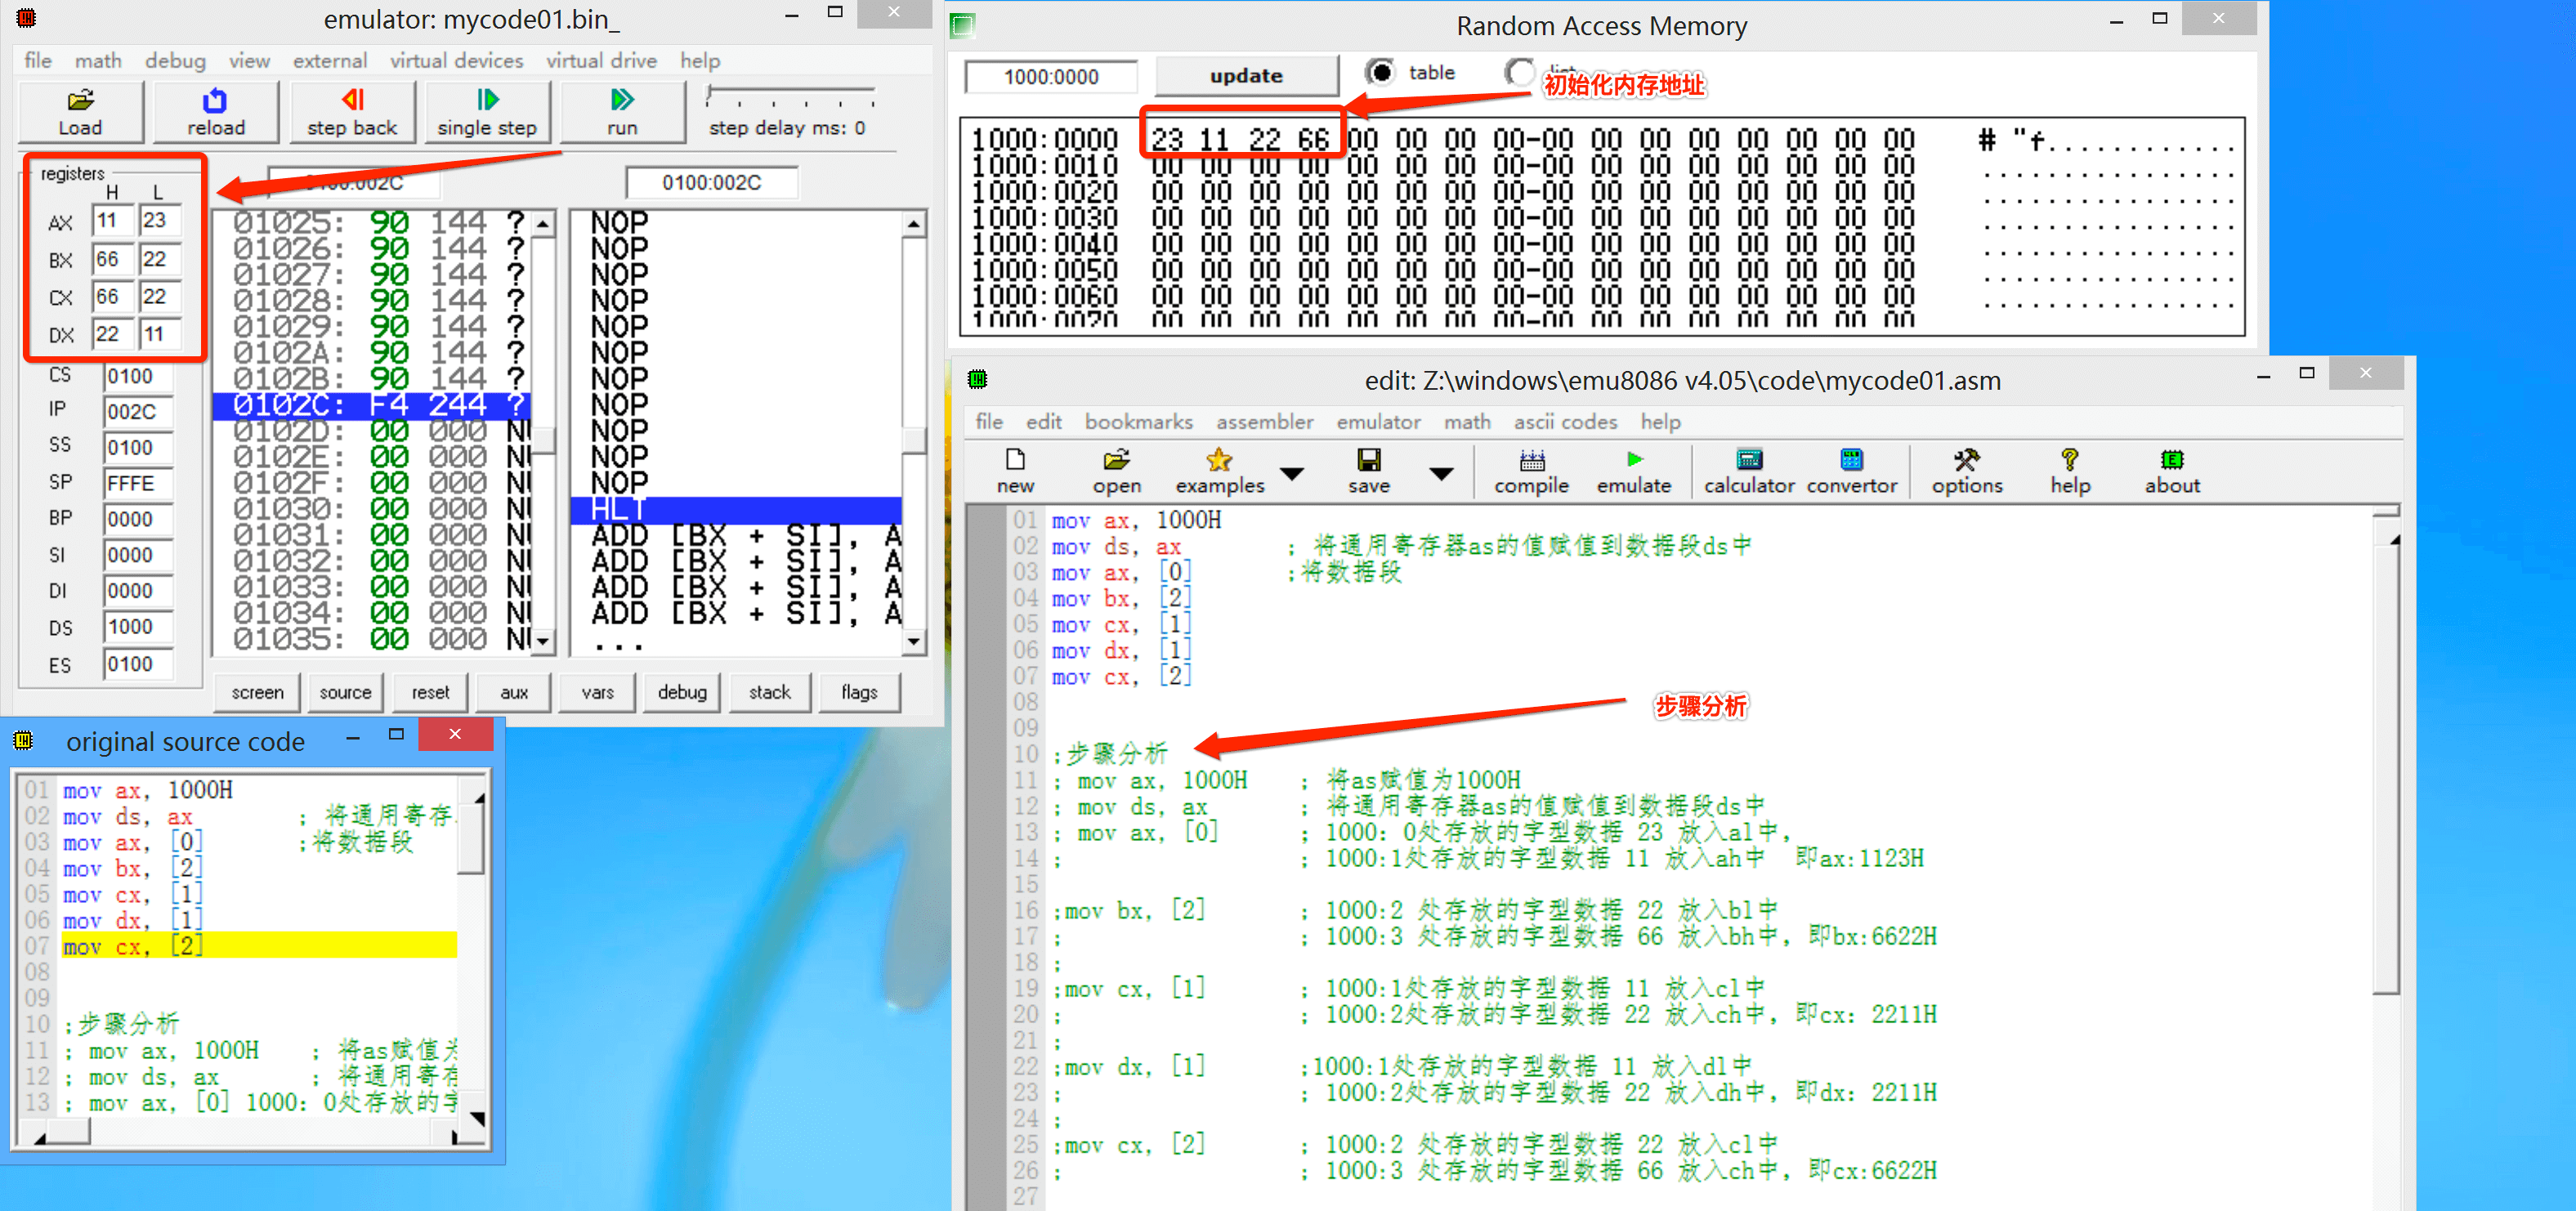 emulator: mycode01.bin_
file math debug view external virtual devices virtual drive help
Load reload step back single step run step delay ms: 0
registers
H L
0100:002C 0100:002C
AX 11 23
BX 66 22
CX 66 22
DX 22 11
CS 0100
IP 002C
SS 0100
SP FFFE
BP 0000
SI 0000
DI 0000
DS 1000
ES 0100
01025: 90 144 ?
01026: 90 144 ?
01027: 90 144 ?
01028: 90 144 ?
01029: 90 144 ?
0102A: 90 144 ?
0102B: 90 144 ?
0102C: F4 244 ?
0102D: 00 000 NU
0102E: 00 000 NU
0102F: 00 000 NU
01030: 00 000 NU
01031: 00 000 NU
01032: 00 000 NU
01033: 00 000 NU
01034: 00 000 NU
01035: 00 000 NU
NOP
NOP
NOP
NOP
NOP
NOP
NOP
NOP
NOP
NOP
NOP
HLT
ADD [BX + SI], A
ADD [BX + SI], A
ADD [BX + SI], A
ADD [BX + SI], A
...
screen source reset aux vars debug stack flags
Random Access Memory
1000:0000 update table
初始化内存地址
1000:0000 23 11 22 66 00 00 00 00-00 00 00 00 00 00 00 00 # "f............
1000:0010 00 00 00 00 00 00 00 00-00 00 00 00 00 00 00 00 ................
1000:0020 00 00 00 00 00 00 00 00-00 00 00 00 00 00 00 00 ................
1000:0030 00 00 00 00 00 00 00 00-00 00 00 00 00 00 00 00 ................
1000:0040 00 00 00 00 00 00 00 00-00 00 00 00 00 00 00 00 ................
1000:0050 00 00 00 00 00 00 00 00-00 00 00 00 00 00 00 00 ................
1000:0060 00 00 00 00 00 00 00 00-00 00 00 00 00 00 00 00 ................
original source code
01 mov ax, 1000H
02 mov ds, ax ; 将通用寄存
03 mov ax, [0] ;将数据段
04 mov bx, [2]
05 mov cx, [1]
06 mov dx, [1]
07 mov cx, [2]
08
09
10 ;步骤分析
11 ; mov ax, 1000H ; 将as赋值为
12 ; mov ds, ax ; 将通用寄存
13 ; mov ax, [0] 1000: 0处存放的字
edit: Z:\windows\emu8086 v4.05\code\mycode01.asm
file edit bookmarks assembler emulator math ascii codes help
new open examples save compile emulate calculator convertor options help about
01 mov ax, 1000H
02 mov ds, ax ; 将通用寄存器as的值赋值到数据段ds中
03 mov ax, [0] ;将数据段
04 mov bx, [2]
05 mov cx, [1]
06 mov dx, [1]
07 mov cx, [2]
08
步骤分析
09
10 ;步骤分析
11 ; mov ax, 1000H ; 将as赋值为1000H
12 ; mov ds, ax ; 将通用寄存器as的值赋值到数据段ds中
13 ; mov ax, [0] ; 1000: 0处存放的字型数据 23 放入al中,
14 ; ; 1000:1处存放的字型数据 11 放入ah中 即ax:1123H
15
16 ;mov bx, [2] ; 1000:2 处存放的字型数据 22 放入bl中
17 ; ; 1000:3 处存放的字型数据 66 放入bh中, 即bx:6622H
18 ;
19 ;mov cx, [1] ; 1000:1处存放的字型数据 11 放入cl中
20 ; ; 1000:2处存放的字型数据 22 放入ch中, 即cx: 2211H
21 ;
22 ;mov dx, [1] ;1000:1处存放的字型数据 11 放入dl中
23 ; ; 1000:2处存放的字型数据 22 放入dh中, 即dx: 2211H
24 ;
25 ;mov cx, [2] ; 1000:2 处存放的字型数据 22 放入cl中
26 ; ; 1000:3 处存放的字型数据 66 放入ch中, 即cx:6622H
27